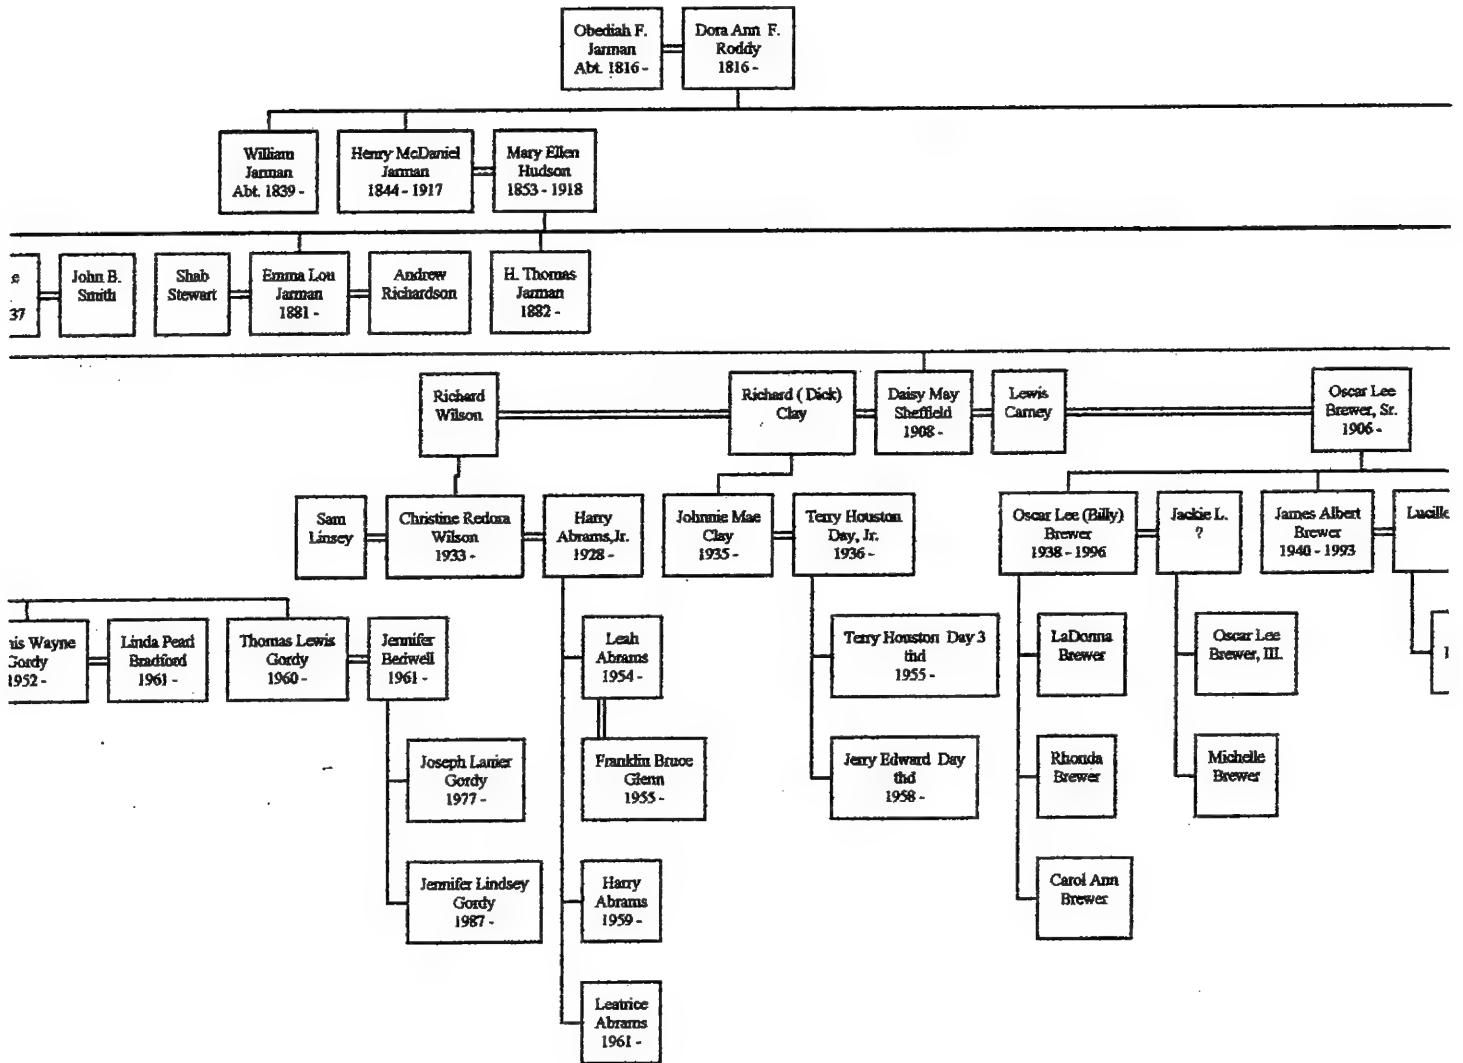 Obediah F.
Jarman
Abt. 1816 -
Dora Ann F.
Roddy
1816 -
William
Jarman
Abt. 1839 -
Henry McDaniel
Jarman
1844 - 1917
Mary Ellen
Hudson
1853 - 1918
37
John B.
Smith
Shab
Stewart
Emma Lou
Jarman
1881 -
Andrew
Richardson
H. Thomas
Jarman
1882 -
Richard
Wilson
Richard ( Dick)
Clay
Daisy May
Sheffield
1908 -
Lewis
Carney
Oscar Lee
Brewer, Sr.
1906 -
Sam
Linsey
Christine Redora
Wilson
1933 -
Harry
Abrams,Jr.
1928 -
Johnnie Mae
Clay
1935 -
Terry Houston
Day, Jr.
1936 -
Oscar Lee (Billy)
Brewer
1938 - 1996
Jackie L.
?
James Albert
Brewer
1940 - 1993
Lucille
nis Wayne
Gordy
1952 -
Linda Pearl
Bradford
1961 -
Thomas Lewis
Gordy
1960 -
Jennifer
Bedwell
1961 -
Leah
Abrams
1954 -
Terry Houston Day 3
thd
1955 -
LaDonna
Brewer
Oscar Lee
Brewer, III.
Joseph Lanier
Gordy
1977 -
Franklin Bruce
Glenn
1955 -
Jerry Edward Day
thd
1958 -
Rhonda
Brewer
Michelle
Brewer
Jennifer Lindsey
Gordy
1987 -
Harry
Abrams
1959 -
Carol Ann
Brewer
Leatrice
Abrams
1961 -